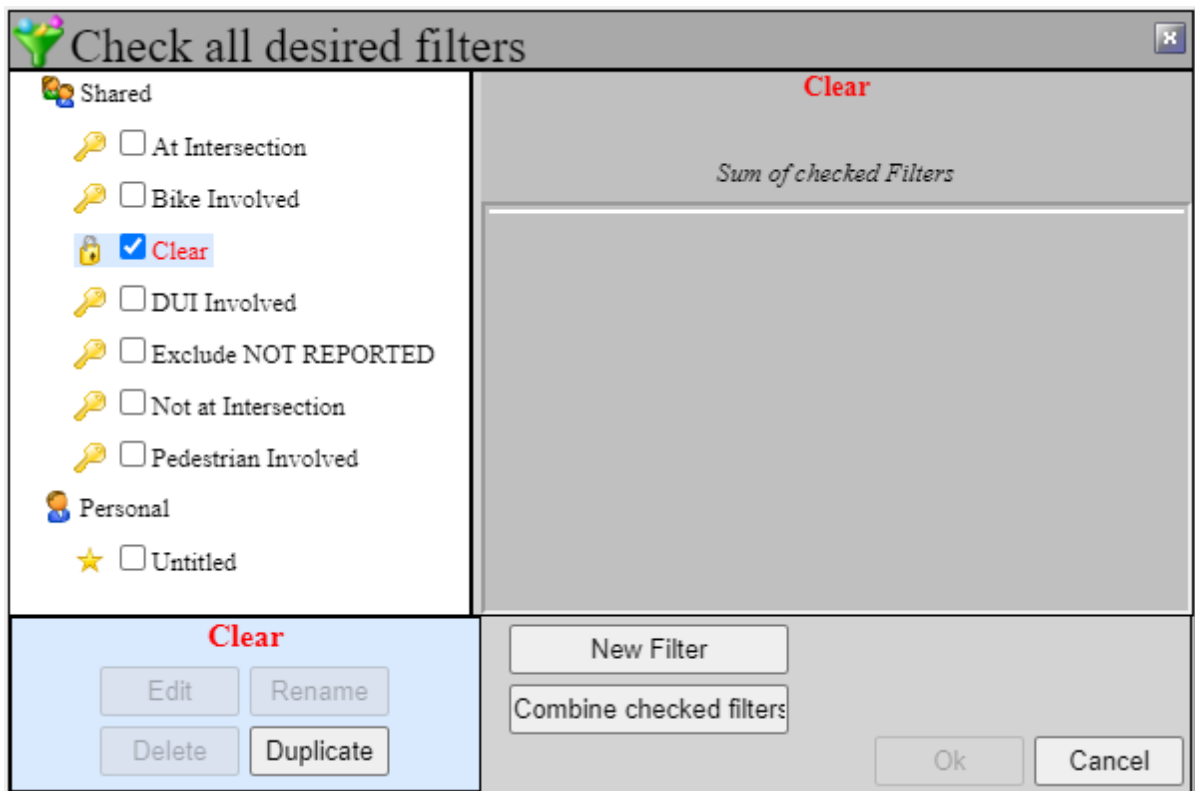 Check all desired filters
Shared
At Intersection
Bike Involved
Clear
DUI Involved
Exclude NOT REPORTED
Not at Intersection
Pedestrian Involved
Personal
Untitled
Clear
Sum of checked Filters
Clear
Edit Rename
Delete Duplicate
New Filter
Combine checked filters
Ok Cancel